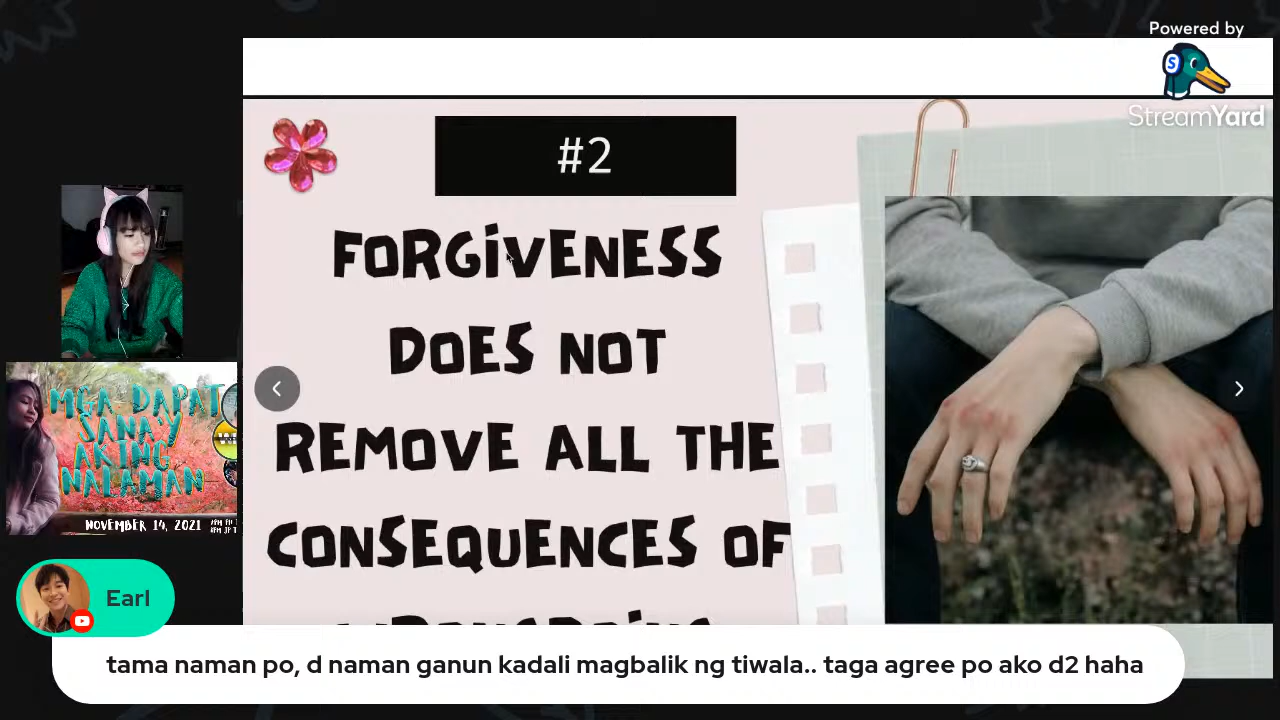 Powered by
StreamYard
#2
FORGIVENESS
DOES NOT
REMOVE ALL THE
CONSEQUENCES OF
MGA DAPAT
SANA'Y
AKING
NALAMAN
NOVEMBER 14, 2021
Earl
tama naman po, d naman ganun kadali magbalik ng tiwala.. taga agree po ako d2 haha